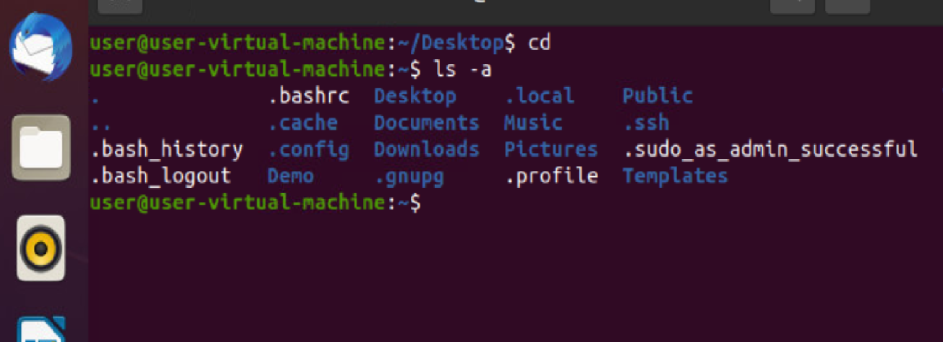 user@user-virtual-machine:~/Desktop$ cd
user@user-virtual-machine:~$ ls -a
. .bashrc Desktop .local Public
.. .cache Documents Music .ssh
.bash_history .config Downloads Pictures .sudo_as_admin_successful
.bash_logout Demo .gnupg .profile Templates
user@user-virtual-machine:~$